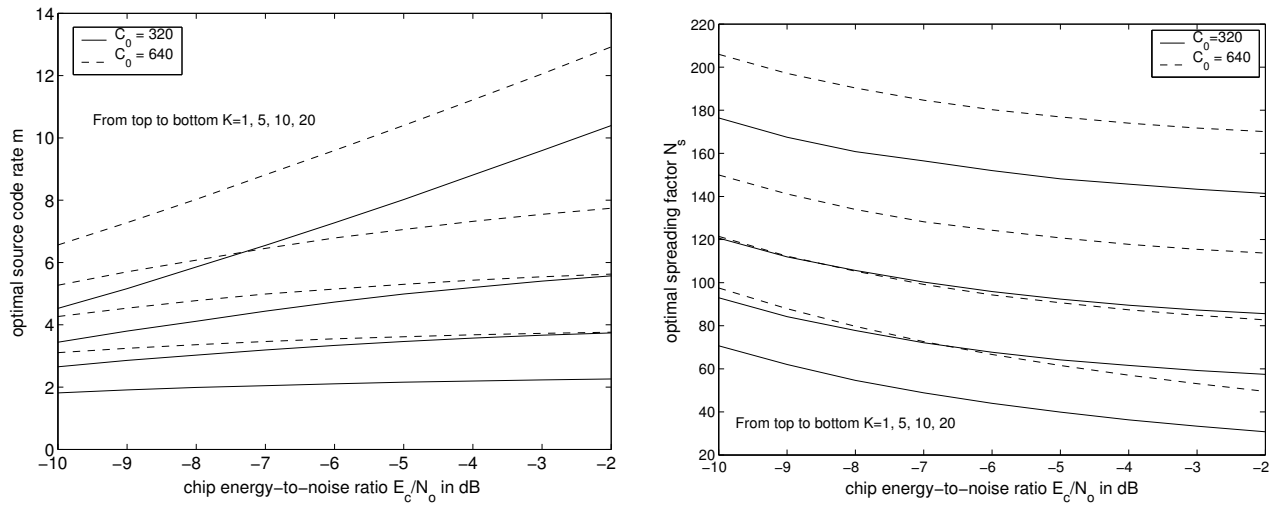 14
12
10
8
6
4
2
0
optimal source code rate m
C0 = 320
C0 = 640
From top to bottom K=1, 5, 10, 20
−10 −9 −8 −7 −6 −5 −4 −3 −2
chip energy−to−noise ratio Ec/No in dB
220
200
180
160
140
120
100
80
60
40
20
optimal spreading factor Ns
C0=320
C0 = 640
From top to bottom K=1, 5, 10, 20
−10 −9 −8 −7 −6 −5 −4 −3 −2
chip energy−to−noise ratio Ec/No in dB